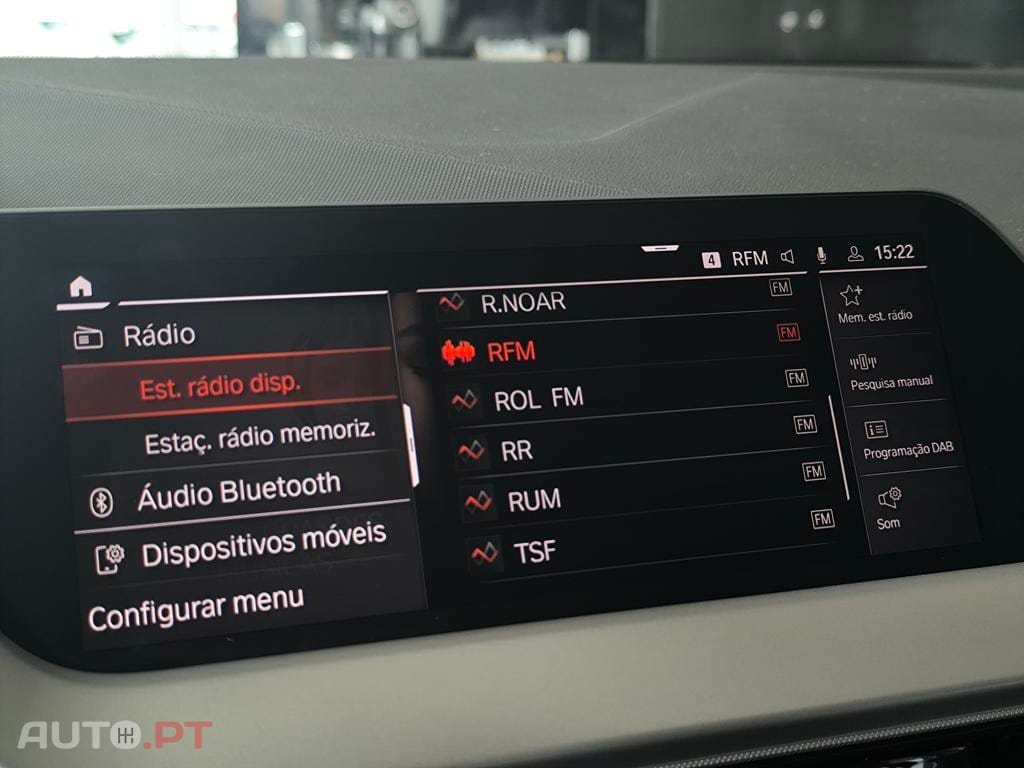 4 RFM 15:22
Rádio
Est. rádio disp.
Estaç. rádio memoriz.
Áudio Bluetooth
Dispositivos móveis
Configurar menu
R.NOAR FM
RFM FM
ROL FM FM
RR FM
RUM FM
TSF FM
Mem. est. rádio
Pesquisa manual
Programação DAB
Som
AUTO.PT